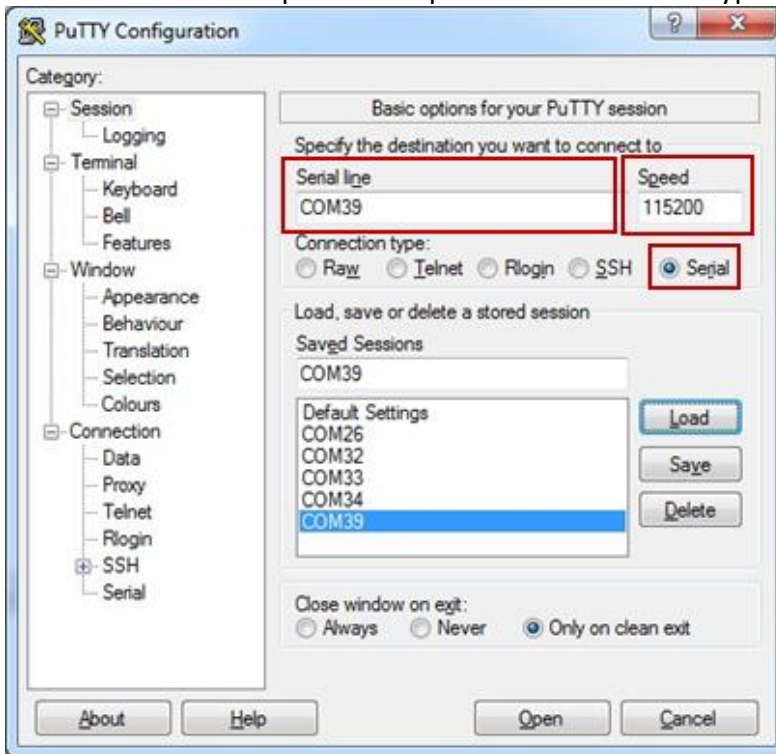 PuTTY Configuration
Category:
Session
Logging
Terminal
Keyboard
Bell
Features
Window
Appearance
Behaviour
Translation
Selection
Colours
Connection
Data
Proxy
Telnet
Rlogin
SSH
Serial
Basic options for your PuTTY session
Specify the destination you want to connect to
Serial line Speed
COM39 115200
Connection type:
Raw Telnet Rlogin SSH Serial
Load, save or delete a stored session
Saved Sessions
COM39
Default Settings
COM26
COM32
COM33
COM34
COM39
Load
Save
Delete
Close window on exit:
Always Never Only on clean exit
About Help Open Cancel